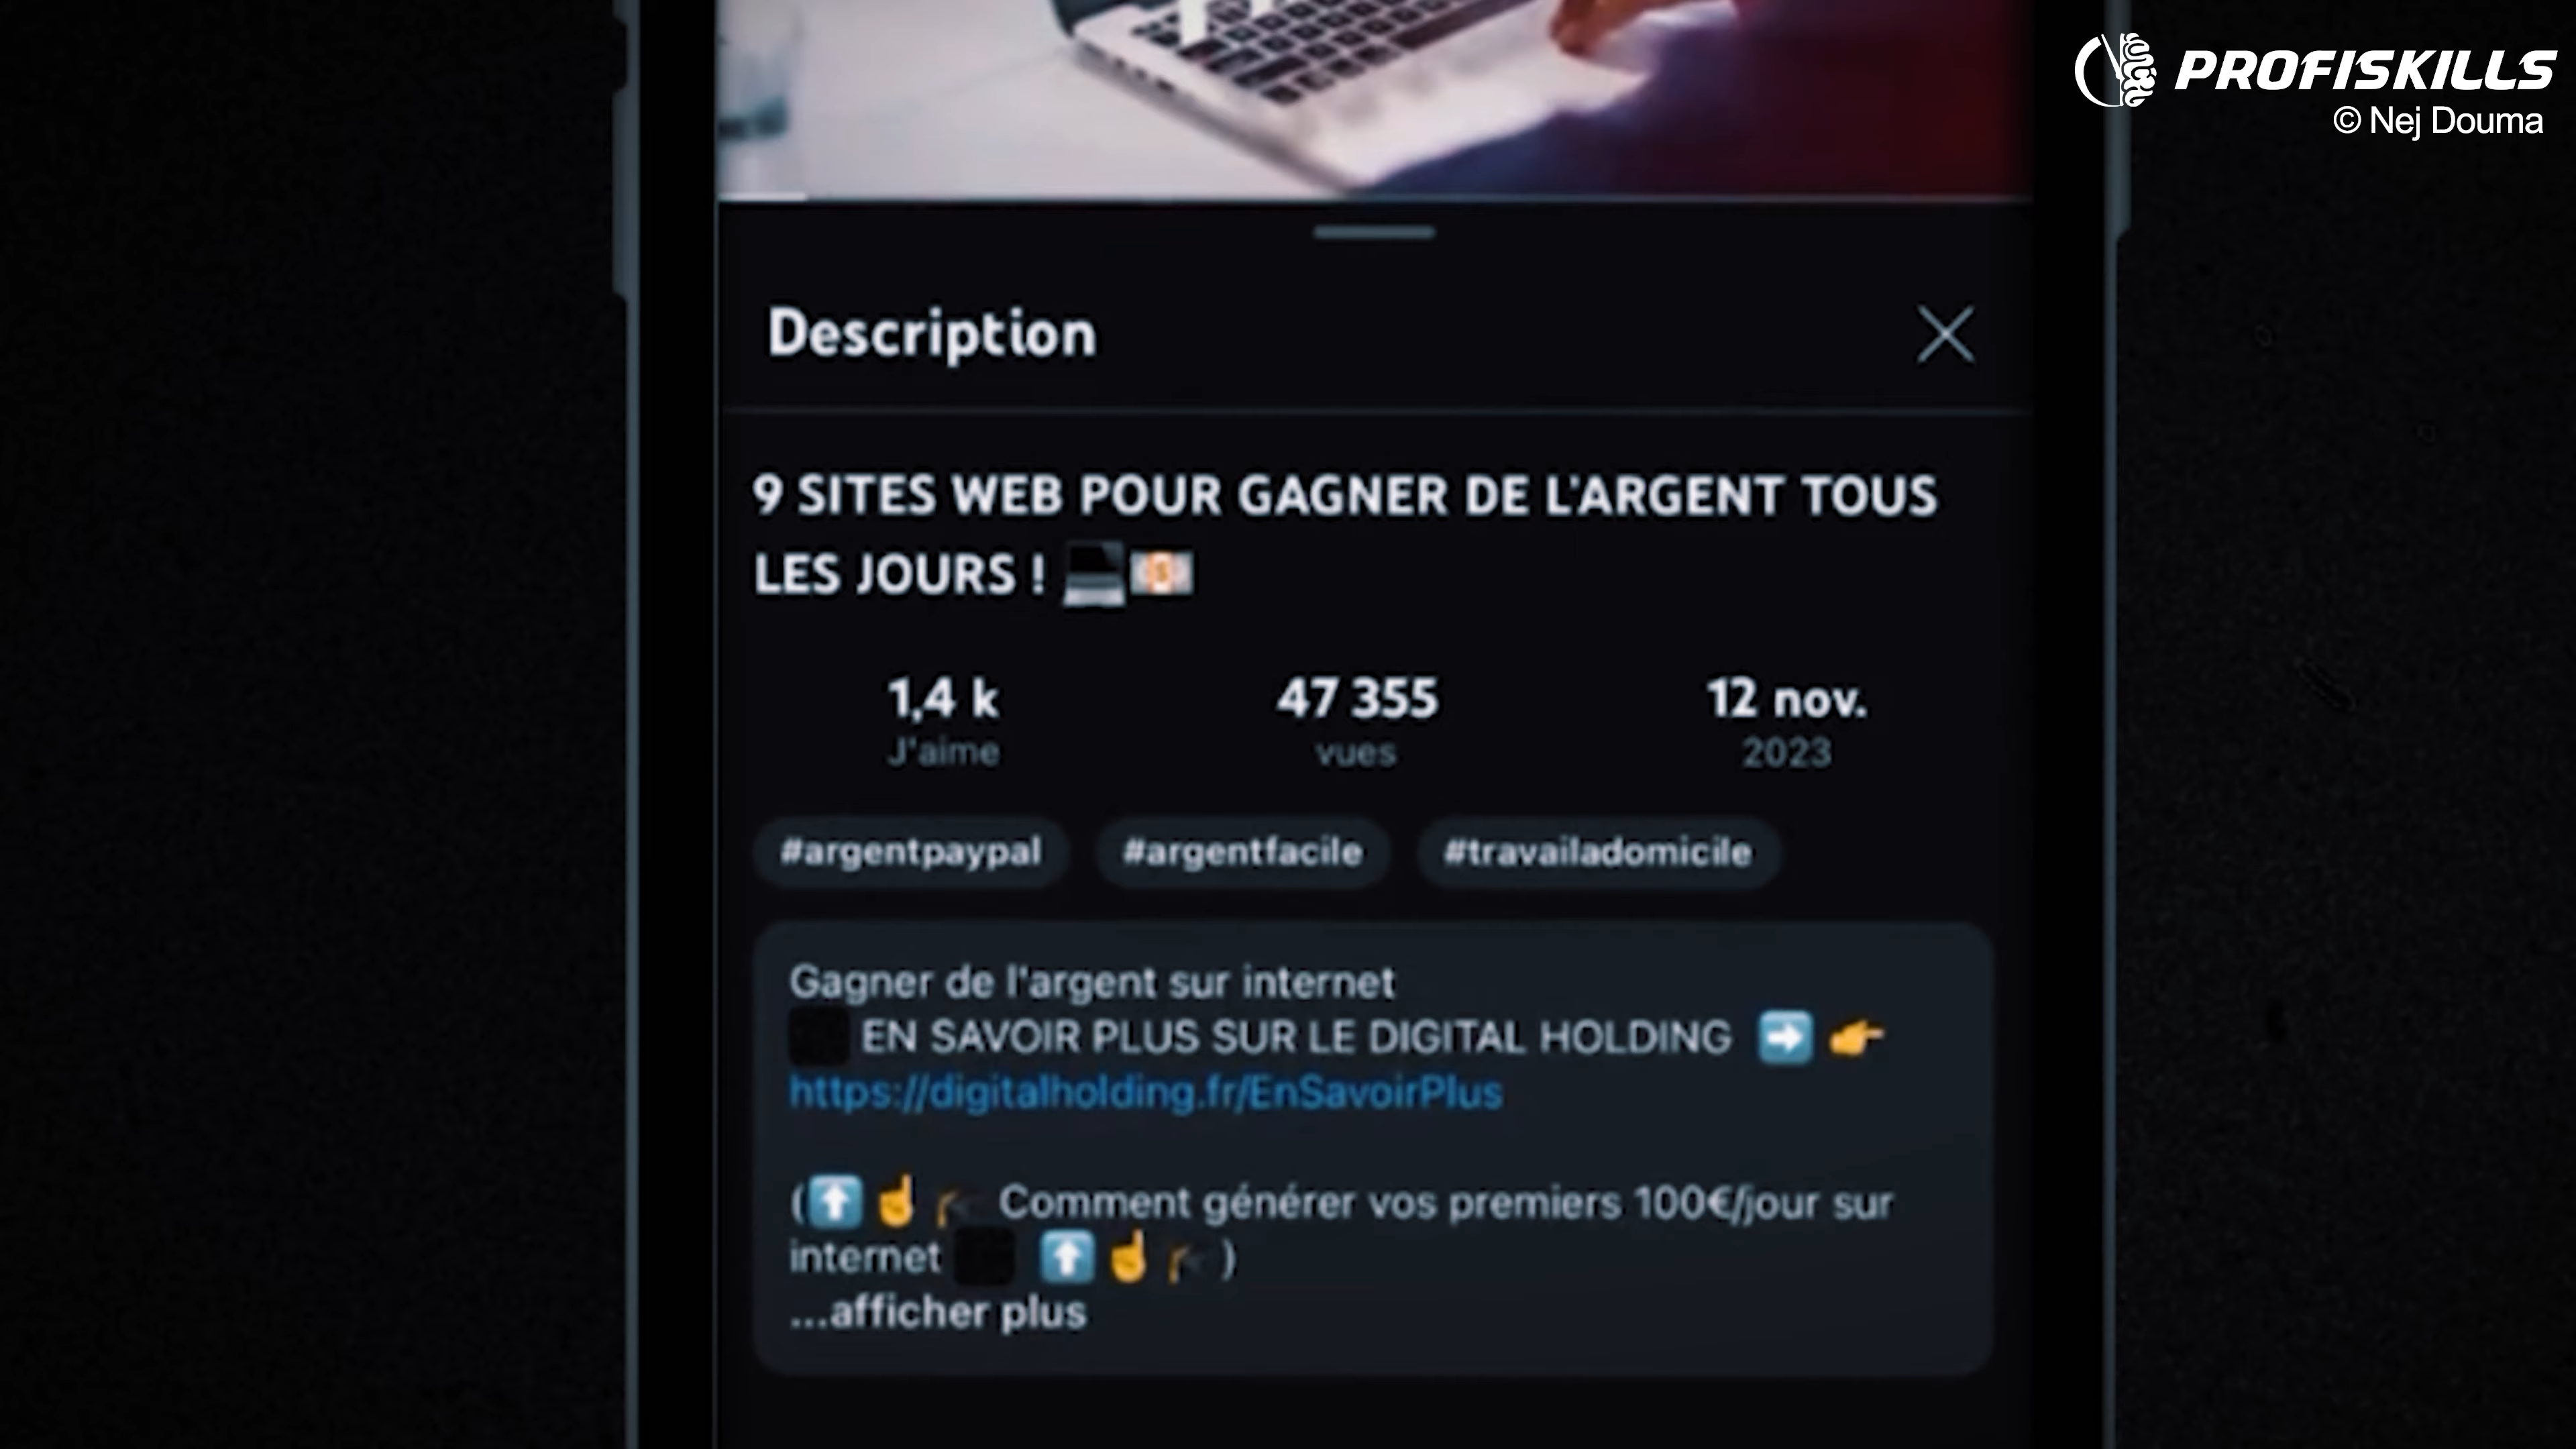 PROFISKILLS
© Nej Douma
Description
9 SITES WEB POUR GAGNER DE L'ARGENT TOUS
LES JOURS ! 💻💵
1,4 k
J'aime
47 355
vues
12 nov.
2023
#argentpaypal
#argentfacile
#travailadomicile
Gagner de l'argent sur internet
EN SAVOIR PLUS SUR LE DIGITAL HOLDING ➡️ 👉
https://digitalholding.fr/EnSavoirPlus
(⬆️ ☝️ 🎓 Comment générer vos premiers 100€/jour sur
internet ⬆️ ☝️ 🎓 )
...afficher plus